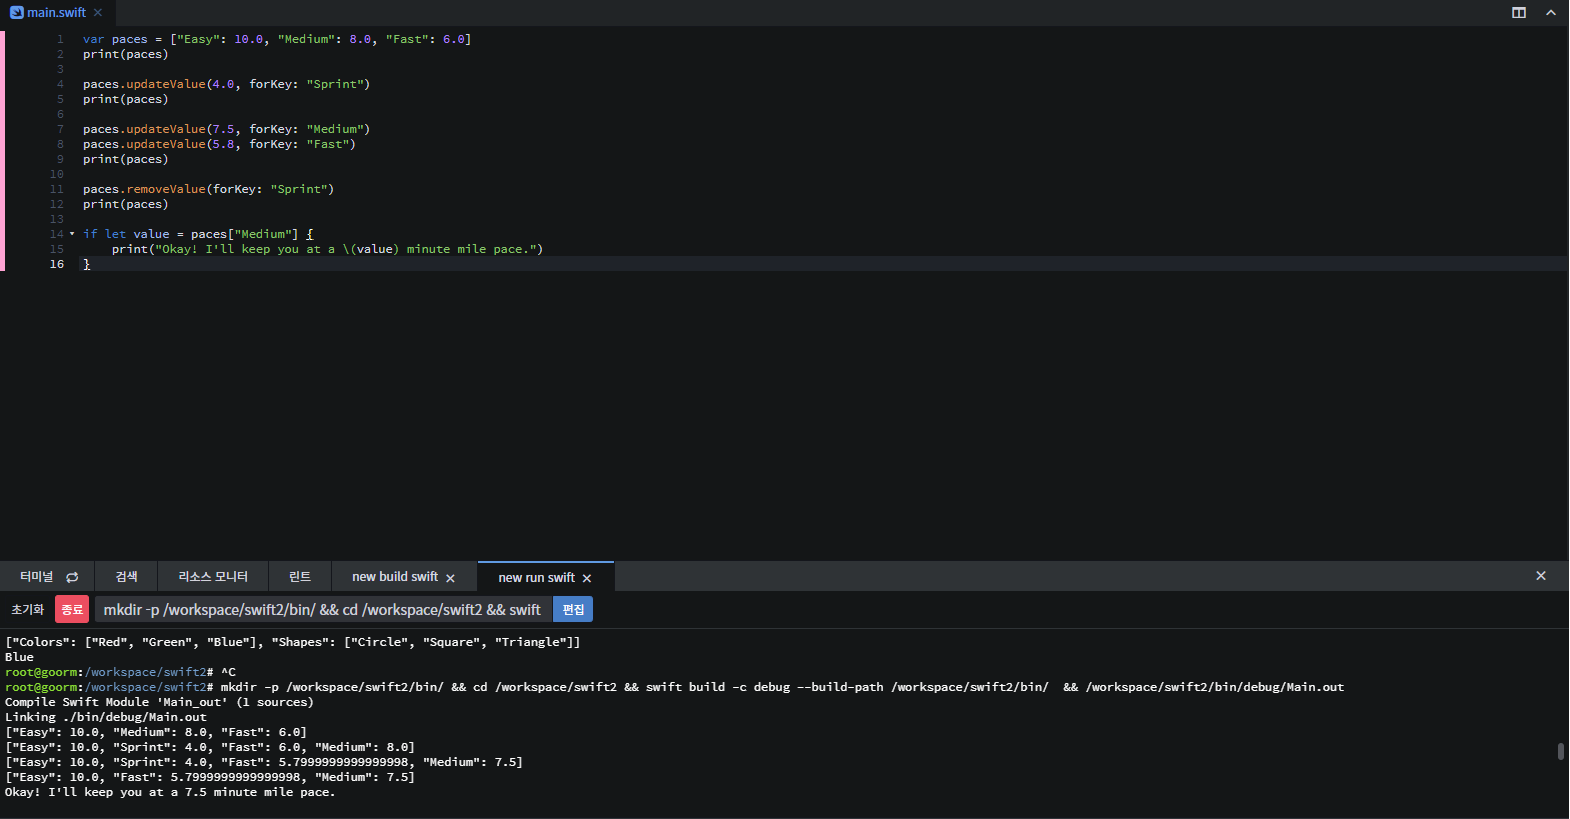 main.swift
1 var paces = ["Easy": 10.0, "Medium": 8.0, "Fast": 6.0]
2 print(paces)
3
4 paces.updateValue(4.0, forKey: "Sprint")
5 print(paces)
6
7 paces.updateValue(7.5, forKey: "Medium")
8 paces.updateValue(5.8, forKey: "Fast")
9 print(paces)
10
11 paces.removeValue(forKey: "Sprint")
12 print(paces)
13
14 if let value = paces["Medium"] {
15     print("Okay! I'll keep you at a \(value) minute mile pace.")
16 }
터미널 검색 리소스 모니터 린트 new build swift new run swift
초기화 종료 mkdir -p /workspace/swift2/bin/ && cd /workspace/swift2 && swift 편집
["Colors": ["Red", "Green", "Blue"], "Shapes": ["Circle", "Square", "Triangle"]]
Blue
root@goorm:/workspace/swift2# ^C
root@goorm:/workspace/swift2# mkdir -p /workspace/swift2/bin/ && cd /workspace/swift2 && swift build -c debug --build-path /workspace/swift2/bin/  && /workspace/swift2/bin/debug/Main.out
Compile Swift Module 'Main_out' (1 sources)
Linking ./bin/debug/Main.out
["Easy": 10.0, "Medium": 8.0, "Fast": 6.0]
["Easy": 10.0, "Sprint": 4.0, "Fast": 6.0, "Medium": 8.0]
["Easy": 10.0, "Sprint": 4.0, "Fast": 5.7999999999999998, "Medium": 7.5]
["Easy": 10.0, "Fast": 5.7999999999999998, "Medium": 7.5]
Okay! I'll keep you at a 7.5 minute mile pace.